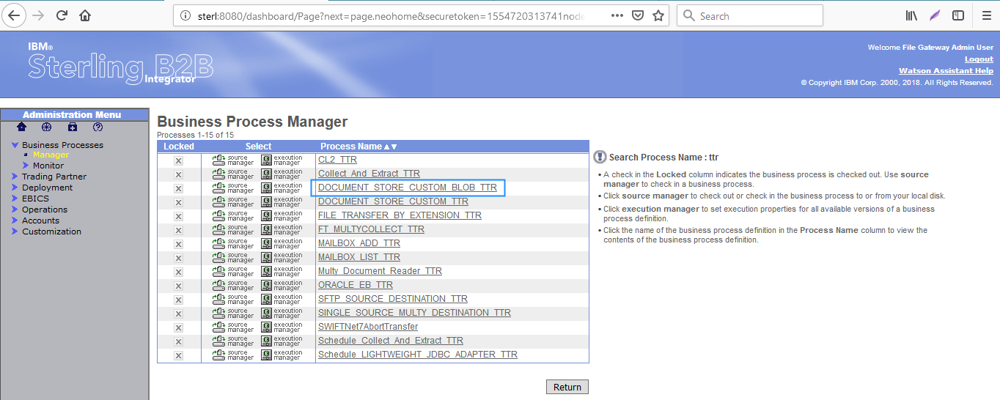 sterl:8080/dashboard/Page?next=page.neohome&securetoken=1554720313741node
Search
IBM®
Sterling B2B
Integrator
Welcome File Gateway Admin User
Logout
Watson Assistant Help
© Copyright IBM Corp. 2000, 2018. All Rights Reserved.
Administration Menu
Business Processes
Manager
Monitor
Trading Partner
Deployment
EBICS
Operations
Accounts
Customization
Business Process Manager
Processes 1-15 of 15
Locked Select Process Name
x source manager execution manager CL2_TTR
x source manager execution manager Collect_And_Extract_TTR
x source manager execution manager DOCUMENT_STORE_CUSTOM_BLOB_TTR
x source manager execution manager DOCUMENT_STORE_CUSTOM_TTR
x source manager execution manager FILE_TRANSFER_BY_EXTENSION_TTR
x source manager execution manager FT_MULTYCOLLECT_TTR
x source manager execution manager MAILBOX_ADD_TTR
x source manager execution manager MAILBOX_LIST_TTR
x source manager execution manager Multy_Document_Reader_TTR
x source manager execution manager ORACLE_EB_TTR
x source manager execution manager SFTP_SOURCE_DESTINATION_TTR
x source manager execution manager SINGLE_SOURCE_MULTY_DESTINATION_TTR
x source manager execution manager SWIFTNet7AbortTransfer
x source manager execution manager Schedule_Collect_And_Extract_TTR
x source manager execution manager Schedule_LIGHTWEIGHT_JDBC_ADAPTER_TTR
Return
Search Process Name : ttr
• A check in the Locked column indicates the business process is checked out. Use source
manager to check in a business process.
• Click source manager to check out or check in the business process to or from your local disk.
• Click execution manager to set execution properties for all available versions of a business
process definition.
• Click the name of the business process definition in the Process Name column to view the
contents of the business process definition.